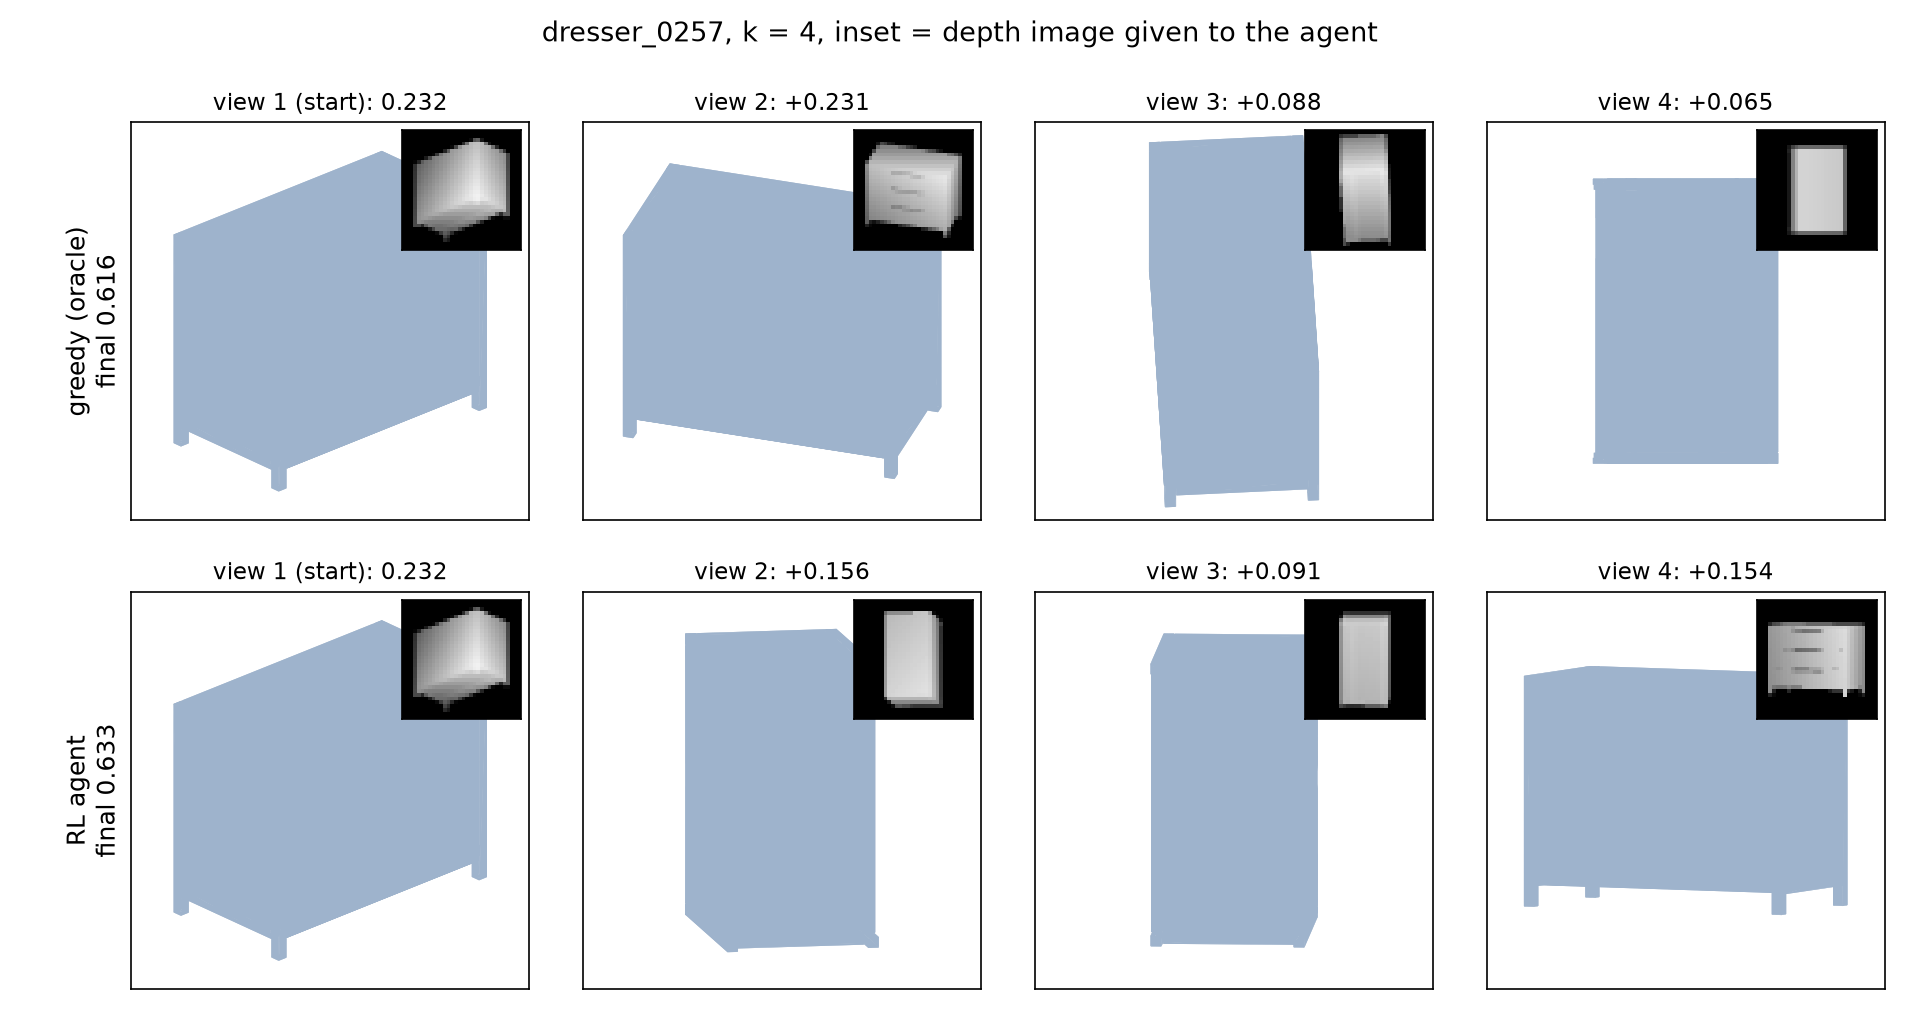 dresser_0257, k = 4, inset = depth image given to the agent
greedy (oracle)
final 0.616
view 1 (start): 0.232
view 2: +0.231
view 3: +0.088
view 4: +0.065
RL agent
final 0.633
view 1 (start): 0.232
view 2: +0.156
view 3: +0.091
view 4: +0.154